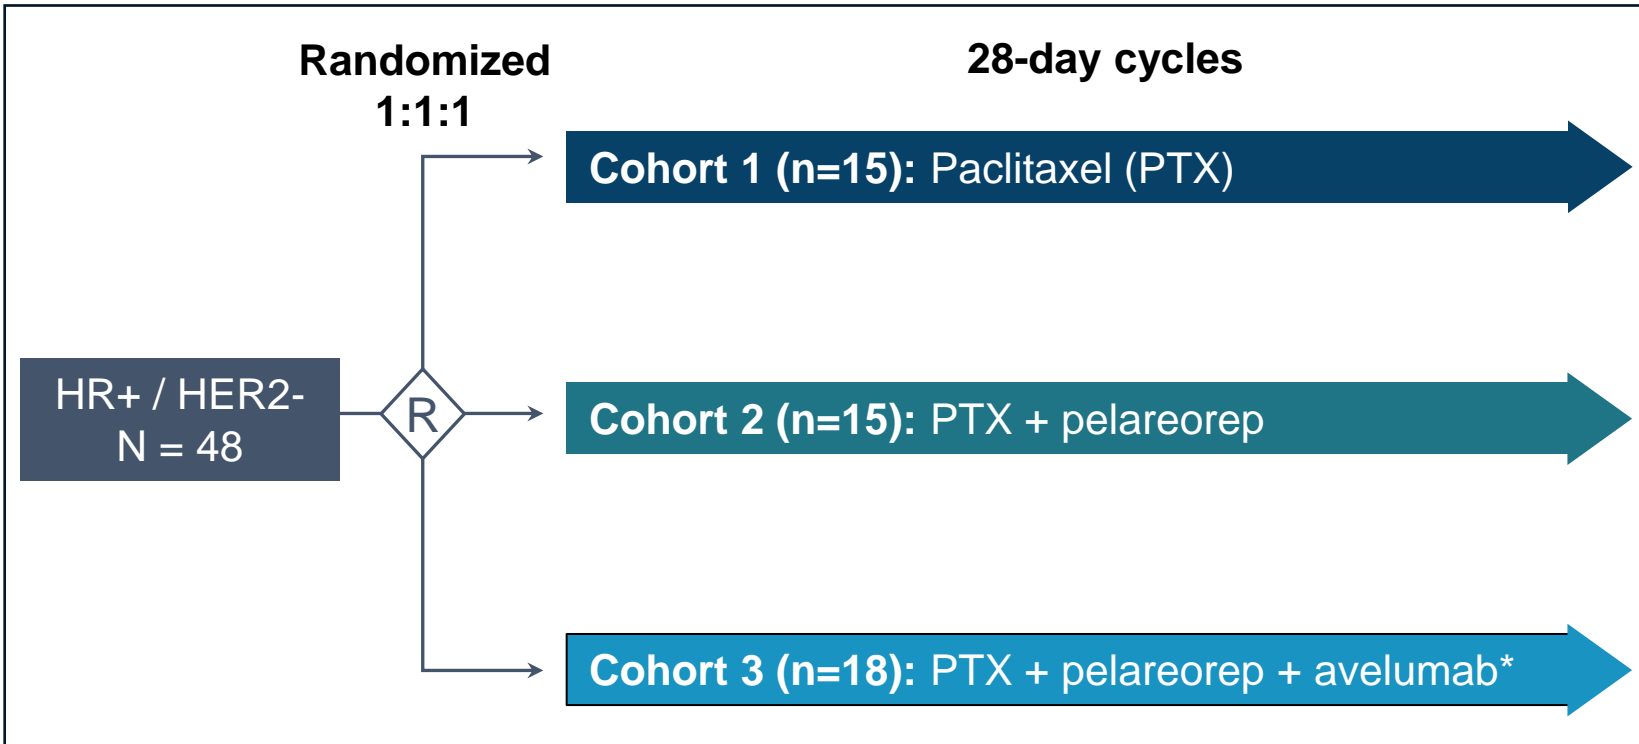 Randomized
1:1:1
28-day cycles
Cohort 1 (n=15): Paclitaxel (PTX)
HR+ / HER2-
N = 48
R
Cohort 2 (n=15): PTX + pelareorep
Cohort 3 (n=18): PTX + pelareorep + avelumab*